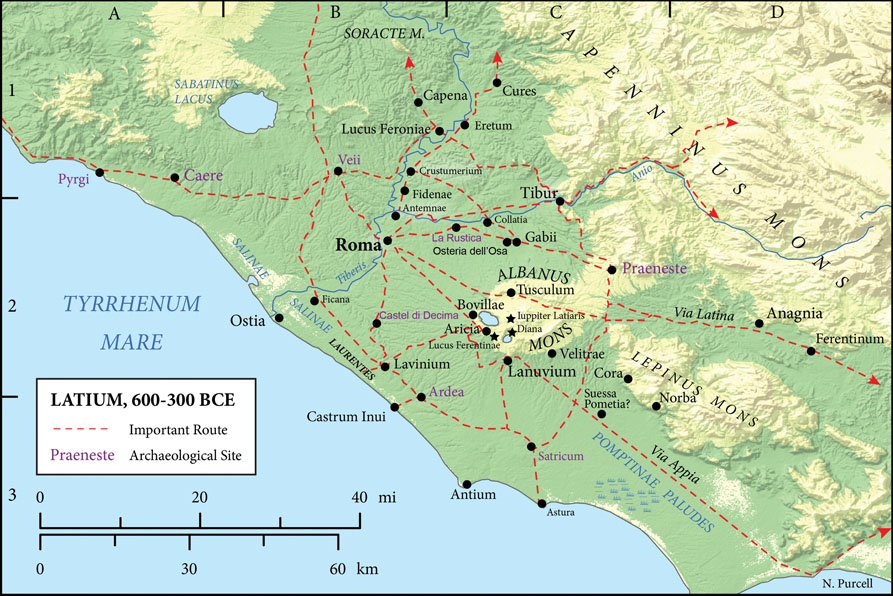 A
B
C
D
1
2
3
SORACTE M.
SABATINUS
LACUS
Capena
Cures
Lucus Feroniae
Eretum
APENNINUS MONS
Pyrgi
Caere
Veii
Crustumerium
Fidenae
Antemnae
Tibur
Anio
Collatia
La Rustica
Gabii
Osteria dell'Osa
Roma
Tiberis
Praeneste
SALINAE
SALINAE
Ficana
Ostia
ALBANUS
MONS
Tusculum
Bovillae
Iuppiter Latiaris
Diana
Aricia
Lucus Ferentinae
Castel di Decima
Via Latina
Anagnia
Ferentinum
TYRRHENUM
MARE
LAURENTES
Lavinium
Lanuvium
Velitrae
Cora
LEPINUS MONS
Norba
Suessa
Pometia?
Ardea
Castrum Inui
Satricum
POMPTINAE PALUDES
Via Appia
Antium
Astura
LATIUM, 600-300 BCE
Important Route
Praeneste Archaeological Site
0 20 40 mi
0 30 60 km
N. Purcell